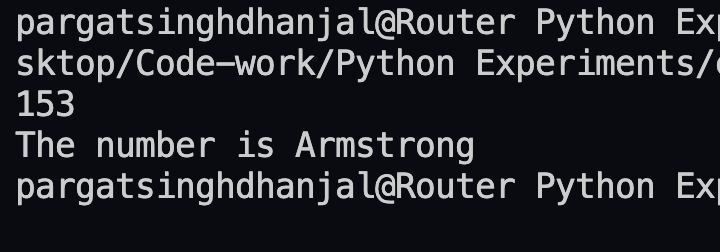 pargatsinghdhanjal@Router Python Exp
sktop/Code-work/Python Experiments/
153
The number is Armstrong
pargatsinghdhanjal@Router Python Exp